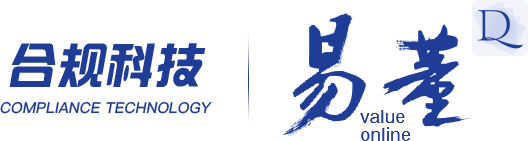 合规科技
COMPLIANCE TECHNOLOGY
易董
value
online